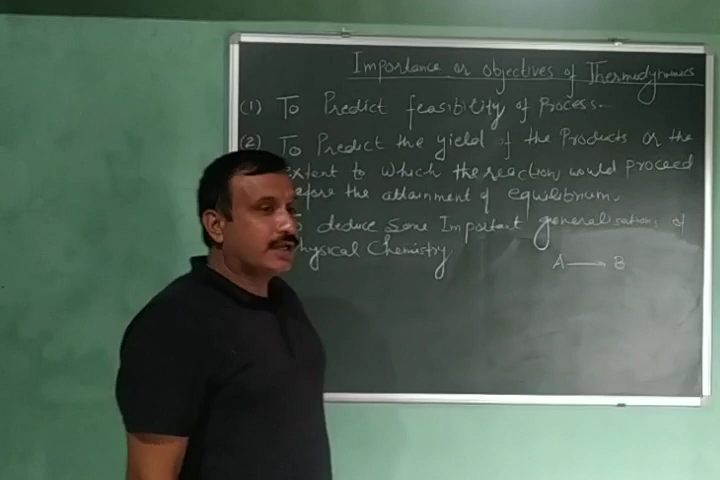 Importance or objectives of Thermodynamics
(1) To Predict feasibility of Process.
(2) To Predict the yield of the Products or the
extent to which the reaction would proceed
before the attainment of equilibrium.
deduce some Important generalisations of
Physical Chemistry
A → B